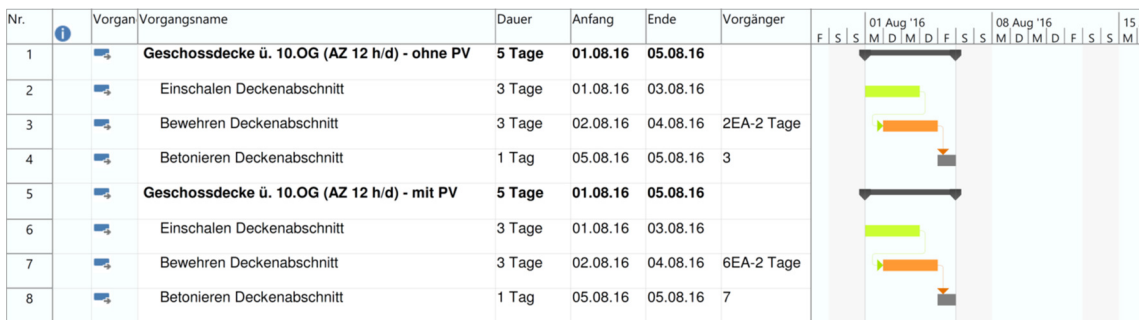 Nr. Vorgan Vorgangsname Dauer Anfang Ende Vorgänger 01 Aug '16 08 Aug '16 15
F S S M D M D F S S M D M D F S S M
1 Geschossdecke ü. 10.OG (AZ 12 h/d) - ohne PV 5 Tage 01.08.16 05.08.16
2 Einschalen Deckenabschnitt 3 Tage 01.08.16 03.08.16
3 Bewehren Deckenabschnitt 3 Tage 02.08.16 04.08.16 2EA-2 Tage
4 Betonieren Deckenabschnitt 1 Tag 05.08.16 05.08.16 3
5 Geschossdecke ü. 10.OG (AZ 12 h/d) - mit PV 5 Tage 01.08.16 05.08.16
6 Einschalen Deckenabschnitt 3 Tage 01.08.16 03.08.16
7 Bewehren Deckenabschnitt 3 Tage 02.08.16 04.08.16 6EA-2 Tage
8 Betonieren Deckenabschnitt 1 Tag 05.08.16 05.08.16 7